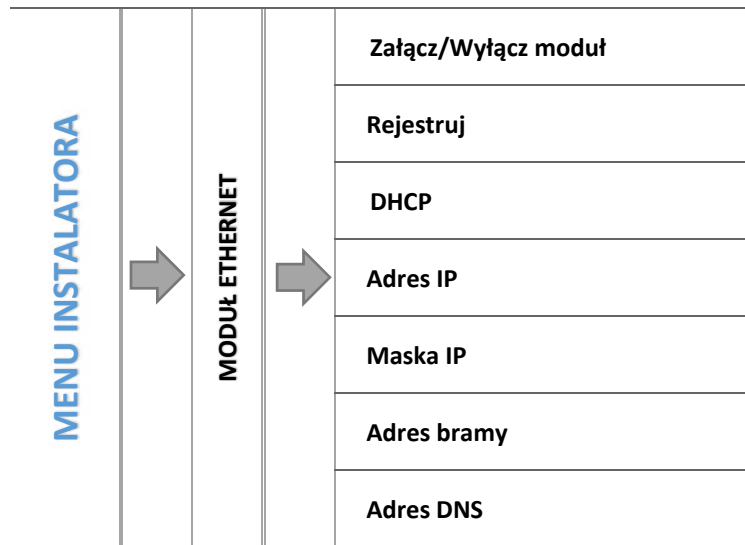 MENU INSTALATORA
MODUŁ ETHERNET
Załącz/Wyłącz moduł
Rejestruj
DHCP
Adres IP
Maska IP
Adres bramy
Adres DNS